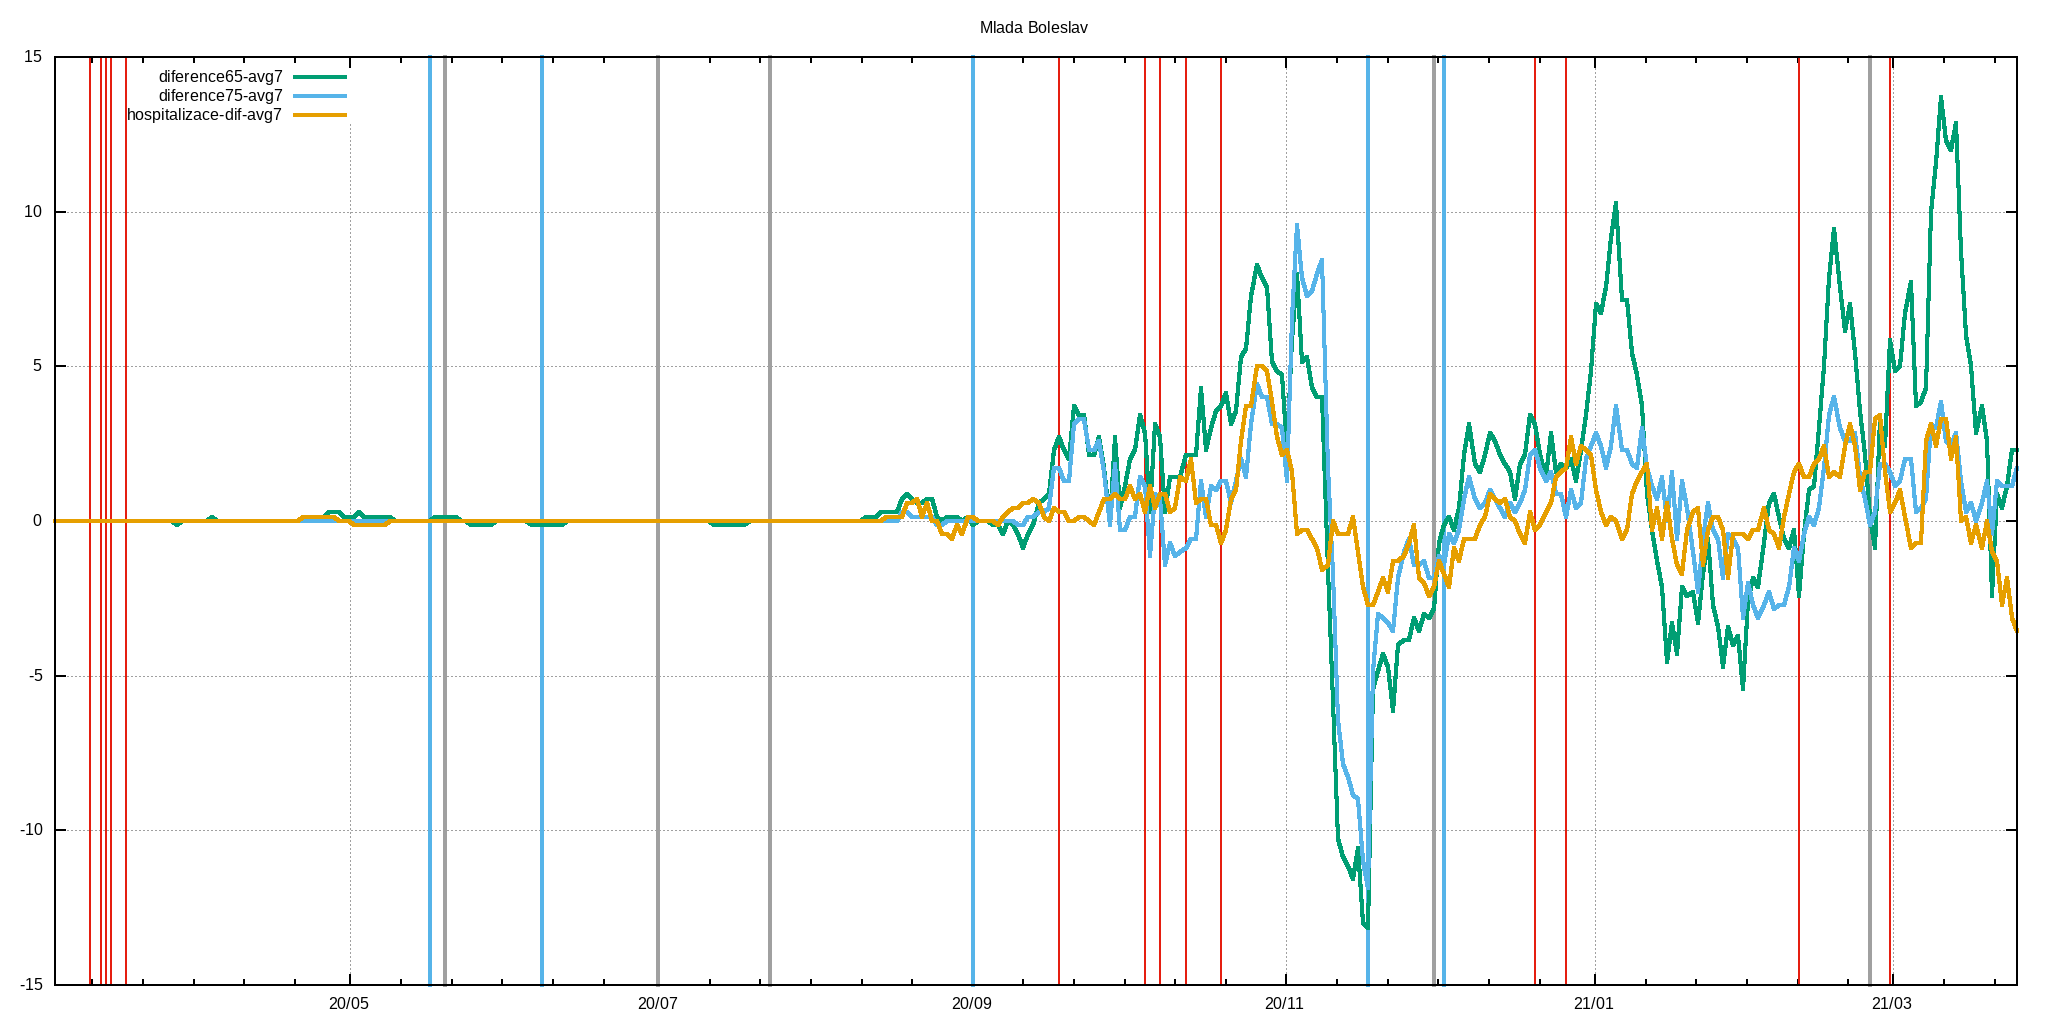 Mlada Boleslav
15
diference65-avg7
diference75-avg7
hospitalizace-dif-avg7
10
5
0
-5
-10
-15
20/05 20/07 20/09 20/11 21/01 21/03